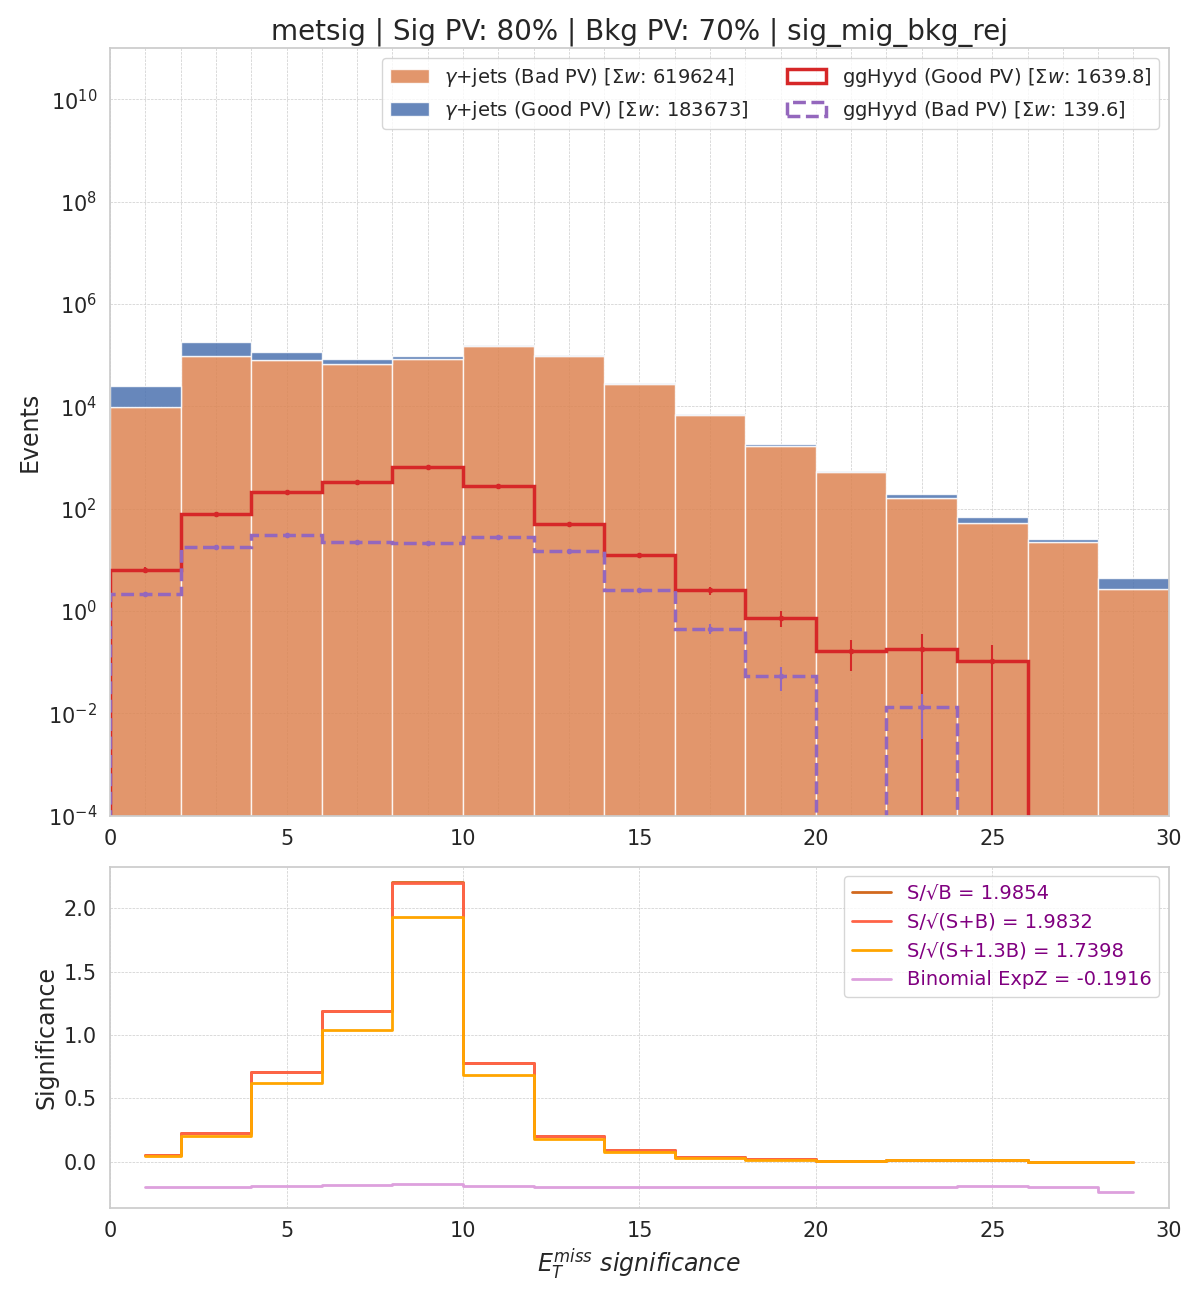 metsig | Sig PV: 80% | Bkg PV: 70% | sig_mig_bkg_rej
γ+jets (Bad PV) [Σw: 619624]
γ+jets (Good PV) [Σw: 183673]
ggHyyd (Good PV) [Σw: 1639.8]
ggHyyd (Bad PV) [Σw: 139.6]
Events
10^10
10^8
10^6
10^4
10^2
10^0
10^−2
10^−4
0 5 10 15 20 25 30
S/√B = 1.9854
S/√(S+B) = 1.9832
S/√(S+1.3B) = 1.7398
Binomial ExpZ = -0.1916
Significance
2.0
1.5
1.0
0.5
0.0
0 5 10 15 20 25 30
E_T^miss significance